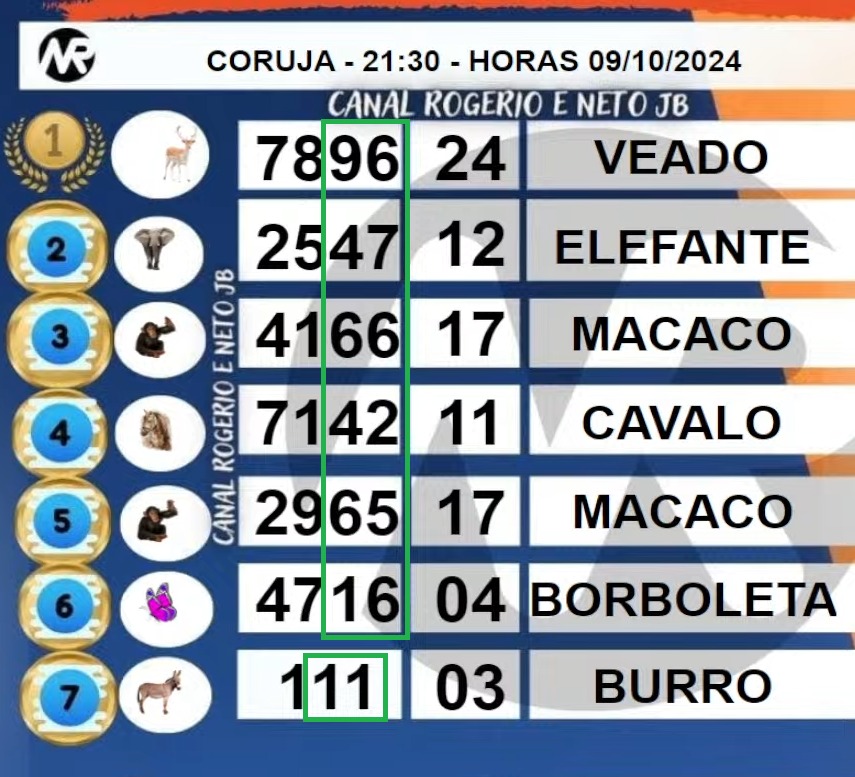 NR
CORUJA - 21:30 - HORAS 09/10/2024
CANAL ROGERIO E NETO JB
1 7896 24 VEADO
2 2547 12 ELEFANTE
3 4166 17 MACACO
4 7142 11 CAVALO
5 2965 17 MACACO
6 4716 04 BORBOLETA
7 111 03 BURRO
CANAL ROGERIO E NETO JB